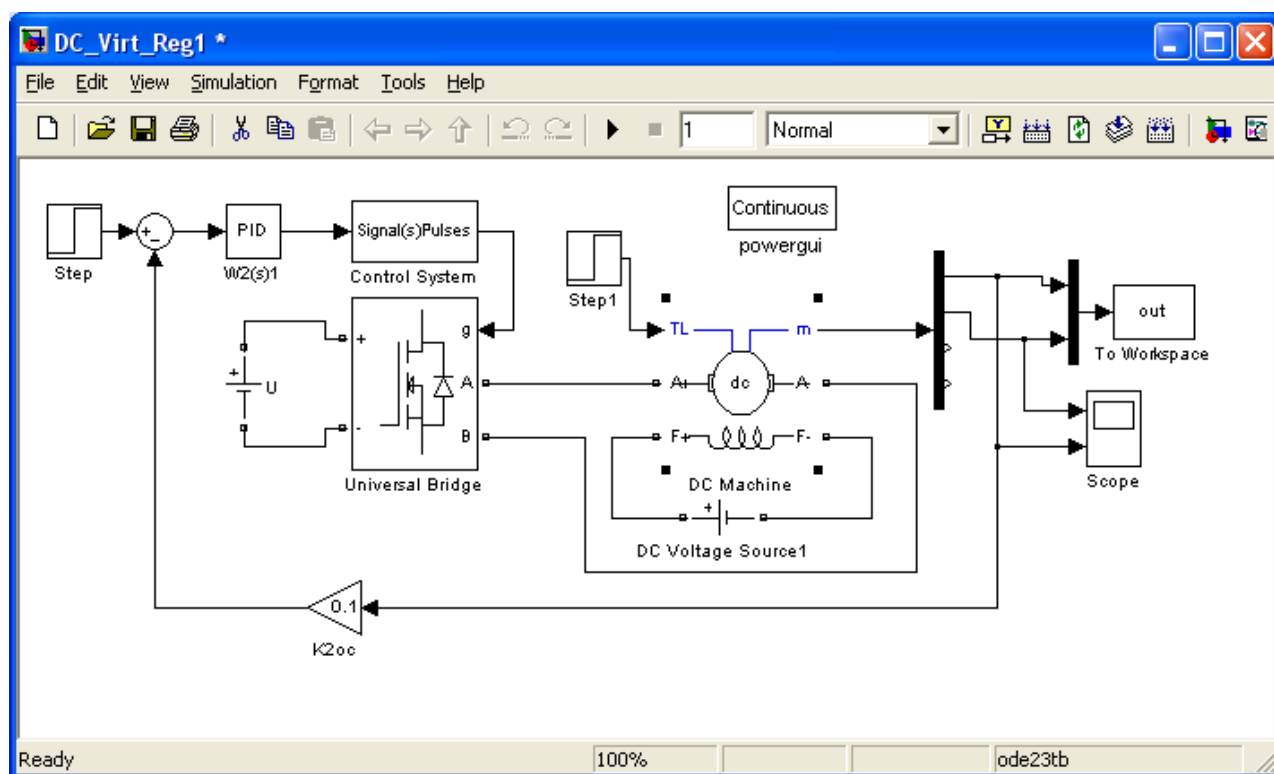 DC_Virt_Reg1 *
File Edit View Simulation Format Tools Help
1 Normal
Continuous
powergui
Step
+
-
PID
W2(s)1
Signal(s)Pulses
Control System
Step1
TL
m
out
To Workspace
+
U
+
-
g
A
B
Universal Bridge
A+
dc
A-
F+
F-
DC Machine
+
DC Voltage Source1
Scope
0.1
K2oc
Ready 100% ode23tb